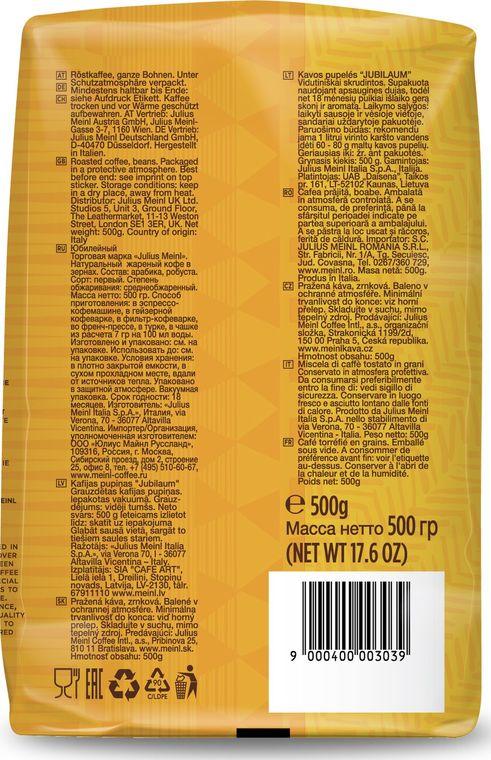 AT Röstkaffee, ganze Bohnen. Unter
DE Schutzatmosphäre verpackt.
Mindestens haltbar bis Ende:
CH siehe Aufdruck Etikett. Kaffee
trocken und vor Wärme geschützt
aufbewahren. AT Vertrieb: Julius
Meinl Austria GmbH, Julius-Meinl-
Gasse 3-7, 1160 Wien. DE Vertrieb:
Julius Meinl Deutschland GmbH,
D-40470 Düsseldorf. Hergestellt
in Italien.
GB Roasted coffee, beans. Packaged
in a protective atmosphere. Best
before end: see imprint on top
sticker. Storage conditions: keep
in a dry place, away from heat.
Distributor: Julius Meinl UK Ltd.
Studios 5, Unit 3, Ground Floor,
The Leathermarket, 11-13 Weston
Street, London SE1 3ER, UK. Net
weight: 500g. Country of origin:
Italy
RU Юбилейный
Торговая марка «Julius Meinl».
Натуральный жареный кофе в
зернах. Состав: арабика, робуста.
Сорт: первый. Степень
обжаривания: среднеобжаренный.
Масса нетто: 500 гр. Способ
приготовления: в эспрессо-
кофемашине, в гейзерной
кофеварке, в фильтр-кофеварке,
во френч-прессе, в турке, в чашке
из расчета 7 гр на 100 мл воды.
Изготовлено и упаковано: см. на
упаковке. Использовать до: см.
на упаковке. Условия хранения:
в плотно закрытой емкости, в
сухом прохладном месте, вдали
от источников тепла. Упаковано
в защитной атмосфере. Вакуумная
упаковка. Срок годности: 18
месяцев. Изготовитель: «Julius
Meinl Italia S.p.A.», Италия, via
Verona, 70 - 36077 Altavilla
Vicentina. Импортер/Организация,
уполномоченная изготовителем:
ООО «Юлиус Майнл Руссланд»,
109316, Россия, г. Москва,
Сибирский проезд, дом 2, строение
25, офис 8, тел. +7 (495) 510-60-67,
www.meinl-coffee.ru
LV Kafijas pupiņas "Jubilaum"
Grauzdētas kafijas pupiņas,
iepakotas vakuumā. Grauz-
dējums: vidēji tumšs. Neto
svars: 500 g Ieteicams izlietot
līdz: skatīt uz iepakojuma
Glabāt sausā vietā, sargāt to
tiešiem saules stariem.
Ražotājs: «Julius Meinl Italia
S.p.A.», via Verona 70, I - 36077
Altavilla Vicentina – Italy.
Izplatītājs: SIA "CAFE ART",
Lielā ielā 1, Dreilini, Stopiņu
novads, Latvija, LV-2130, tālr.
67911110 www.meinl.lv
SK Pražená káva, zrnková. Balené v
ochrannej atmosfére. Minimálna
trvanlivosť do konca: viď horný
prelep. Skladujte v suchu, mimo
tepelný zdroj. Predávajúci: Julius
Meinl Coffee Intl., a.s., Pribinova 25,
810 11 Bratislava. www.meinl.sk.
Hmotnosť obsahu: 500g
C/LDPE
90
EAC
LT Kavos pupelės "JUBILAUM"
Vidutiniškai skrudintos. Supakuota
naudojant apsaugines dujas, todėl
net 18 mėnesių puikiai išlaiko gerą
skonį ir aromatą. Laikymo sąlygos:
laikyti sausoje ir vėsioje vietoje,
sandariai uždarytoje pakuotėje.
Paruošimo būdas: rekomenduo
jama 1 litrui virinto karšto vandens
įdėti 60 - 80 g maltų kavos pupelių.
Geriausias iki: žr. ant pakuotės.
Grynasis kiekis: 500 g. Gamintojas:
Julius Meinl Italia S.p.A., Italija.
Platintojas: UAB „Daisena", Taikos
pr. 161, LT-52102 Kaunas, Lietuva
RO Cafea prăjită, boabe. Ambalată
în atmosferă controlată. A se
consuma, de preferință, până la
sfârșitul perioadei indicate pe
partea superioară a ambalajului.
A se păstra la loc uscat și răcoros,
ferită de căldură. Importator: S.C.
JULIUS MEINL ROMANIA S.R.L.,
Str. Fabricii, Nr. 1/A, Tg. Secuiesc,
Jud. Covasna, Tel. 0267/360 729,
www.meinl.ro. Masa netă: 500g.
Produs in Italia.
CZ Pražená káva, zrnková. Baleno v
ochranné atmosféře. Minimální
trvanlivost do konce: viz horní
přelep. Skladujte v suchu, mimo
tepelný zdroj. Prodávající: Julius
Meinl Coffee Intl., a.s., organizační
složka, Strakonická 1199/2d,
150 00 Praha 5, Česká republika.
www.meinlkava.cz
Hmotnost obsahu: 500g
IT Miscela di caffè tostato in grani
Conservato in atmosfera protettiva.
Da consumarsi preferibilmente
entro la fine di: vedi sigillo di
sicurezza. Conservare in luogo
fresco e asciutto lontano dalle fonti
di calore. Prodotto da Julius Meinl
Italia S.p.A. nello stabilimento di
via Verona, 70 - 36077 Altavilla
Vicentina - Italia. Peso netto: 500g
FR Café torréfié en grains. Emballé
sous vide. A consommer de
préférence avant fin: voir l'etiquette
au-dessus. Conserver à l'abri de
la chaleur et de la humidité.
Poids net: 500g
℮ 500g
Масса нетто 500 гр
(NET WT 17.6 OZ)
9 000400 003039